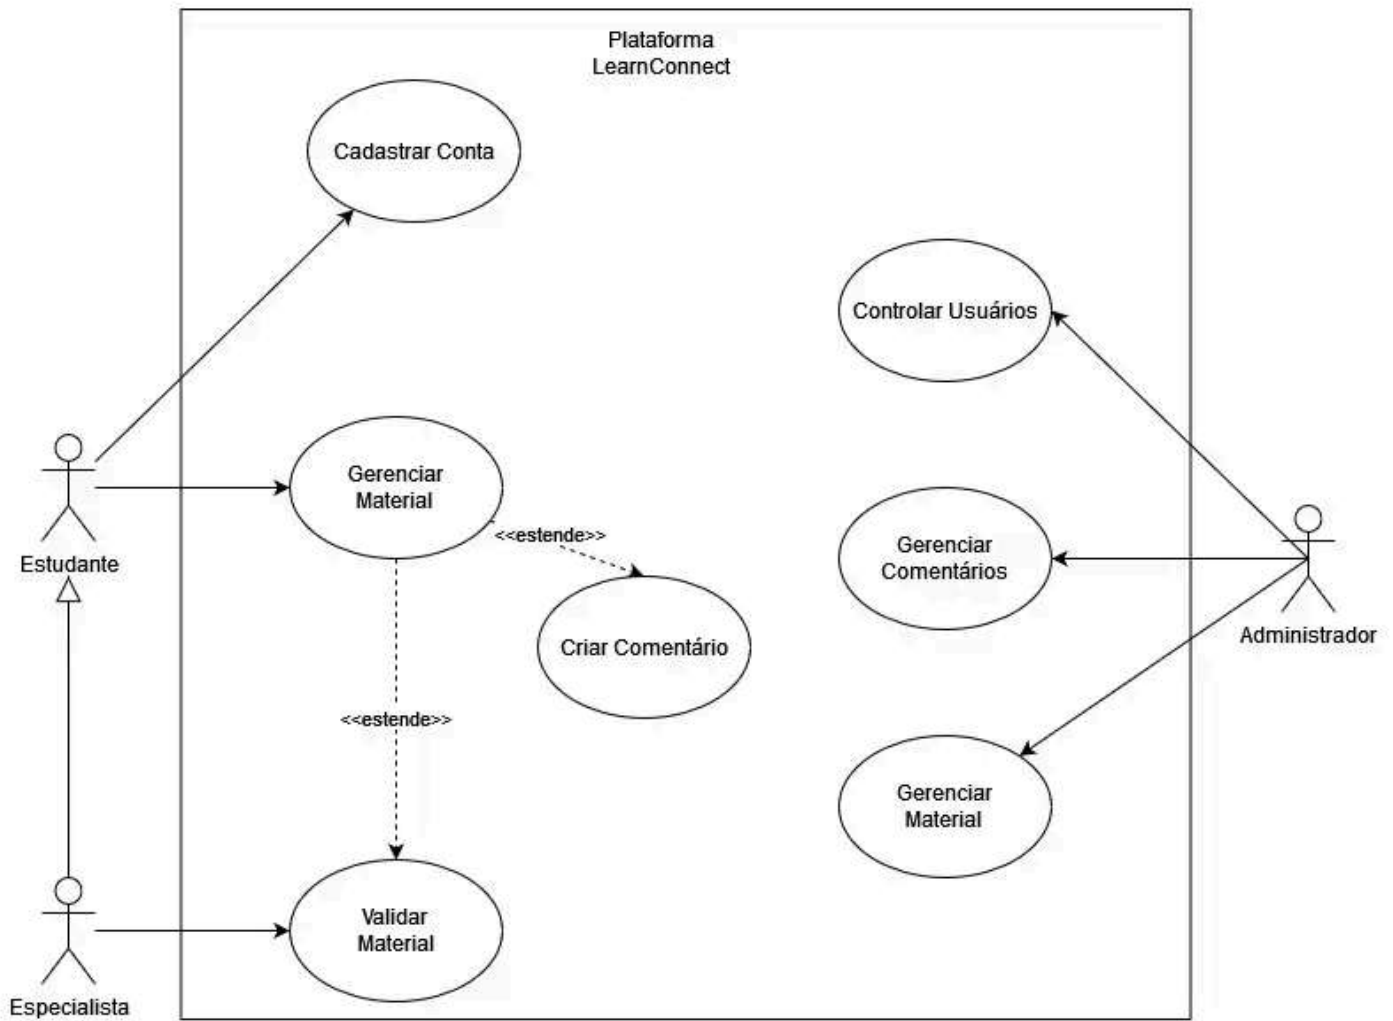 Plataforma
LearnConnect
Cadastrar Conta
Controlar Usuários
Gerenciar
Material
<<estende>>
Estudante
Gerenciar
Comentários
Administrador
Criar Comentário
<<estende>>
Gerenciar
Material
Validar
Material
Especialista